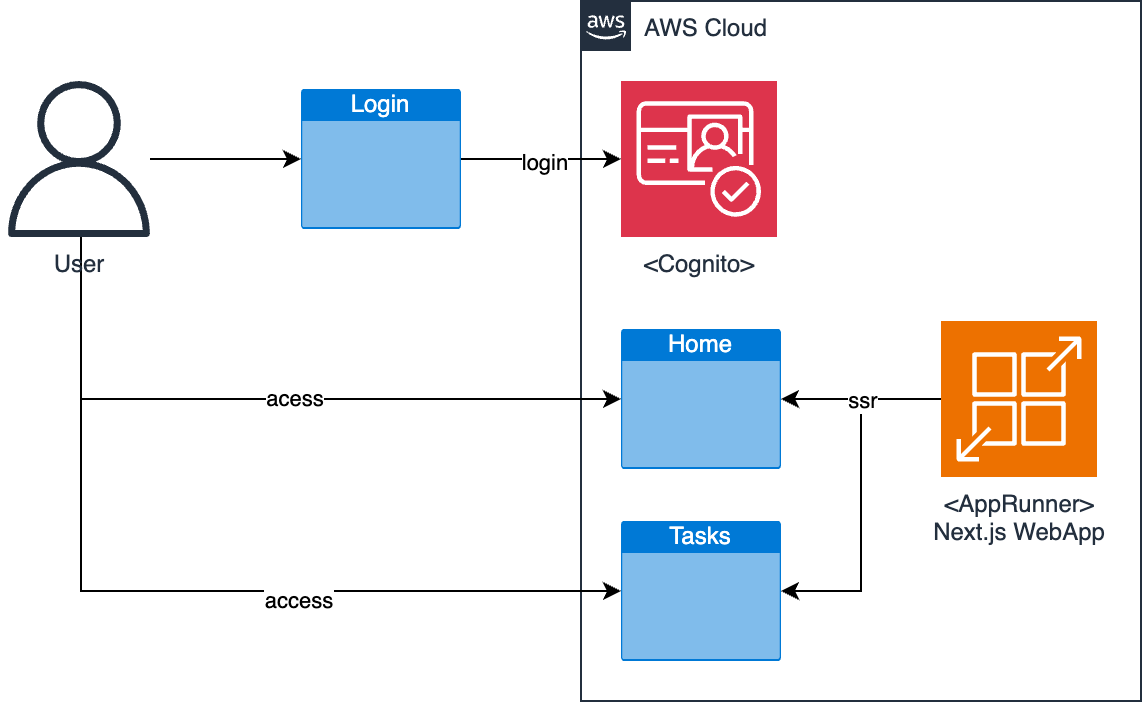 aws
AWS Cloud
Login
login
User
<Cognito>
Home
acess
ssr
<AppRunner>
Next.js WebApp
Tasks
access